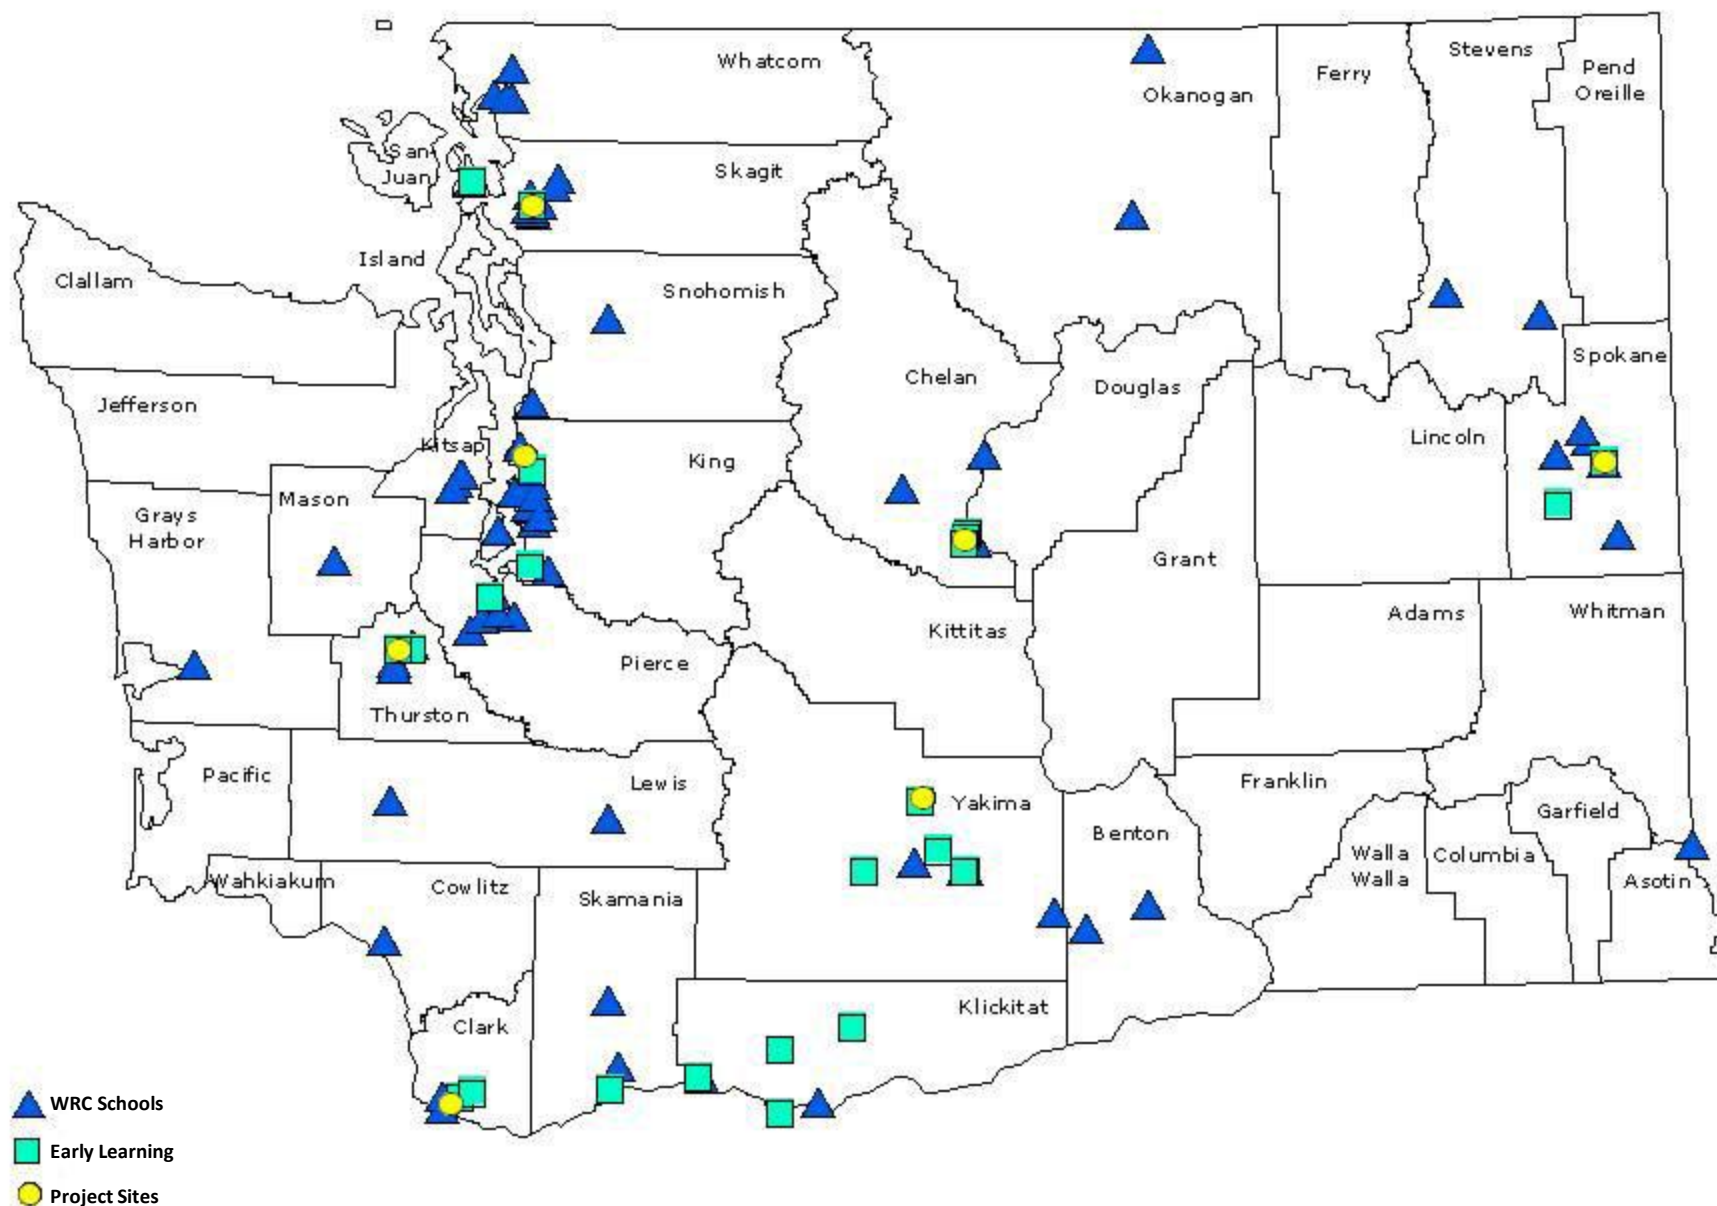 Whatcom
Stevens
Ferry
Pend
Oreille
Okanogan
San
Juan
Skagit
Island
Clallam
Snohomish
Spokane
Chelan
Douglas
Jefferson
Kitsap
Lincoln
King
Mason
Grays
Harbor
Grant
Adams
Whitman
Kittitas
Pierce
Thurston
Pacific
Lewis
Franklin
Yakima
Garfield
Benton
Walla
Walla
Columbia
Wahkiakum
Cowlitz
Asotin
Skamania
Klickitat
Clark
WRC Schools
Early Learning
Project Sites